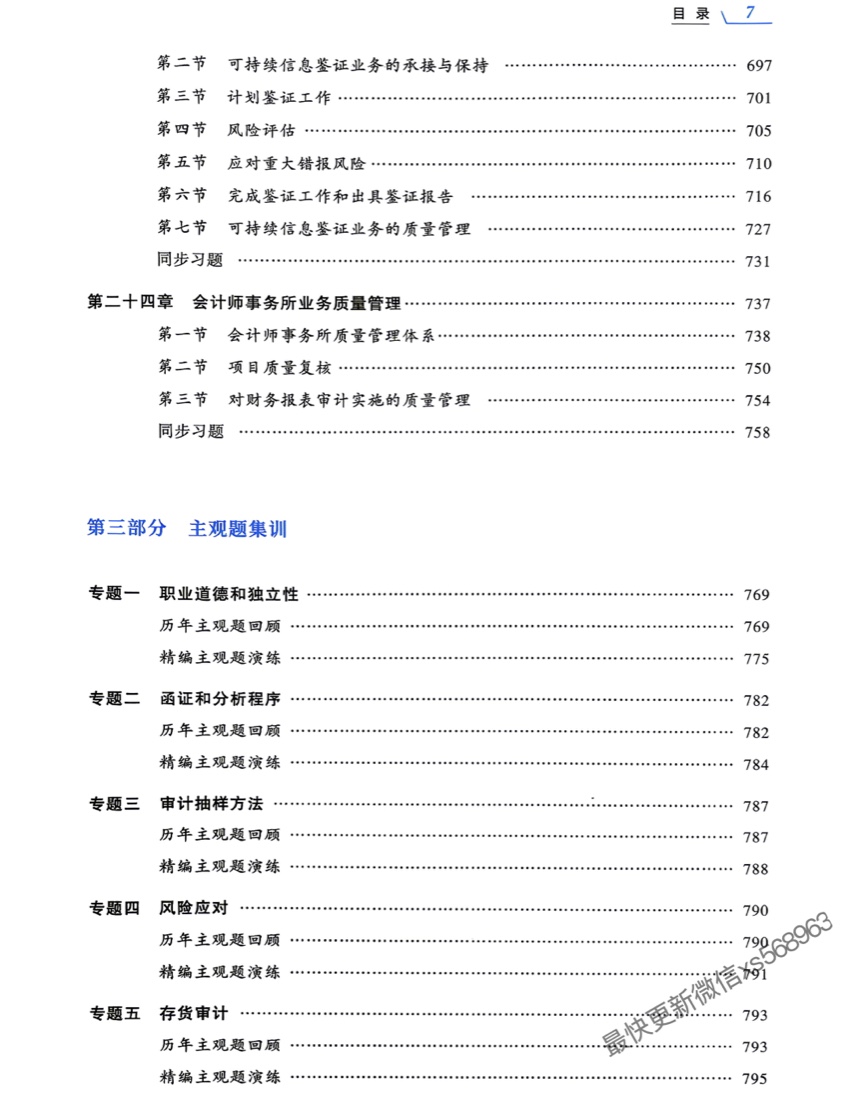 目 录 7
第二节 可持续信息鉴证业务的承接与保持 …… 697
第三节 计划鉴证工作 …… 701
第四节 风险评估 …… 705
第五节 应对重大错报风险 …… 710
第六节 完成鉴证工作和出具鉴证报告 …… 716
第七节 可持续信息鉴证业务的质量管理 …… 727
同步习题 …… 731
第二十四章 会计师事务所业务质量管理 …… 737
第一节 会计师事务所质量管理体系 …… 738
第二节 项目质量复核 …… 750
第三节 对财务报表审计实施的质量管理 …… 754
同步习题 …… 758
第三部分 主观题集训
专题一 职业道德和独立性 …… 769
历年主观题回顾 …… 769
精编主观题演练 …… 775
专题二 函证和分析程序 …… 782
历年主观题回顾 …… 782
精编主观题演练 …… 784
专题三 审计抽样方法 …… 787
历年主观题回顾 …… 787
精编主观题演练 …… 788
专题四 风险应对 …… 790
历年主观题回顾 …… 790
精编主观题演练 …… 791
专题五 存货审计 …… 793
历年主观题回顾 …… 793
精编主观题演练 …… 795
最快更新微信xs568963